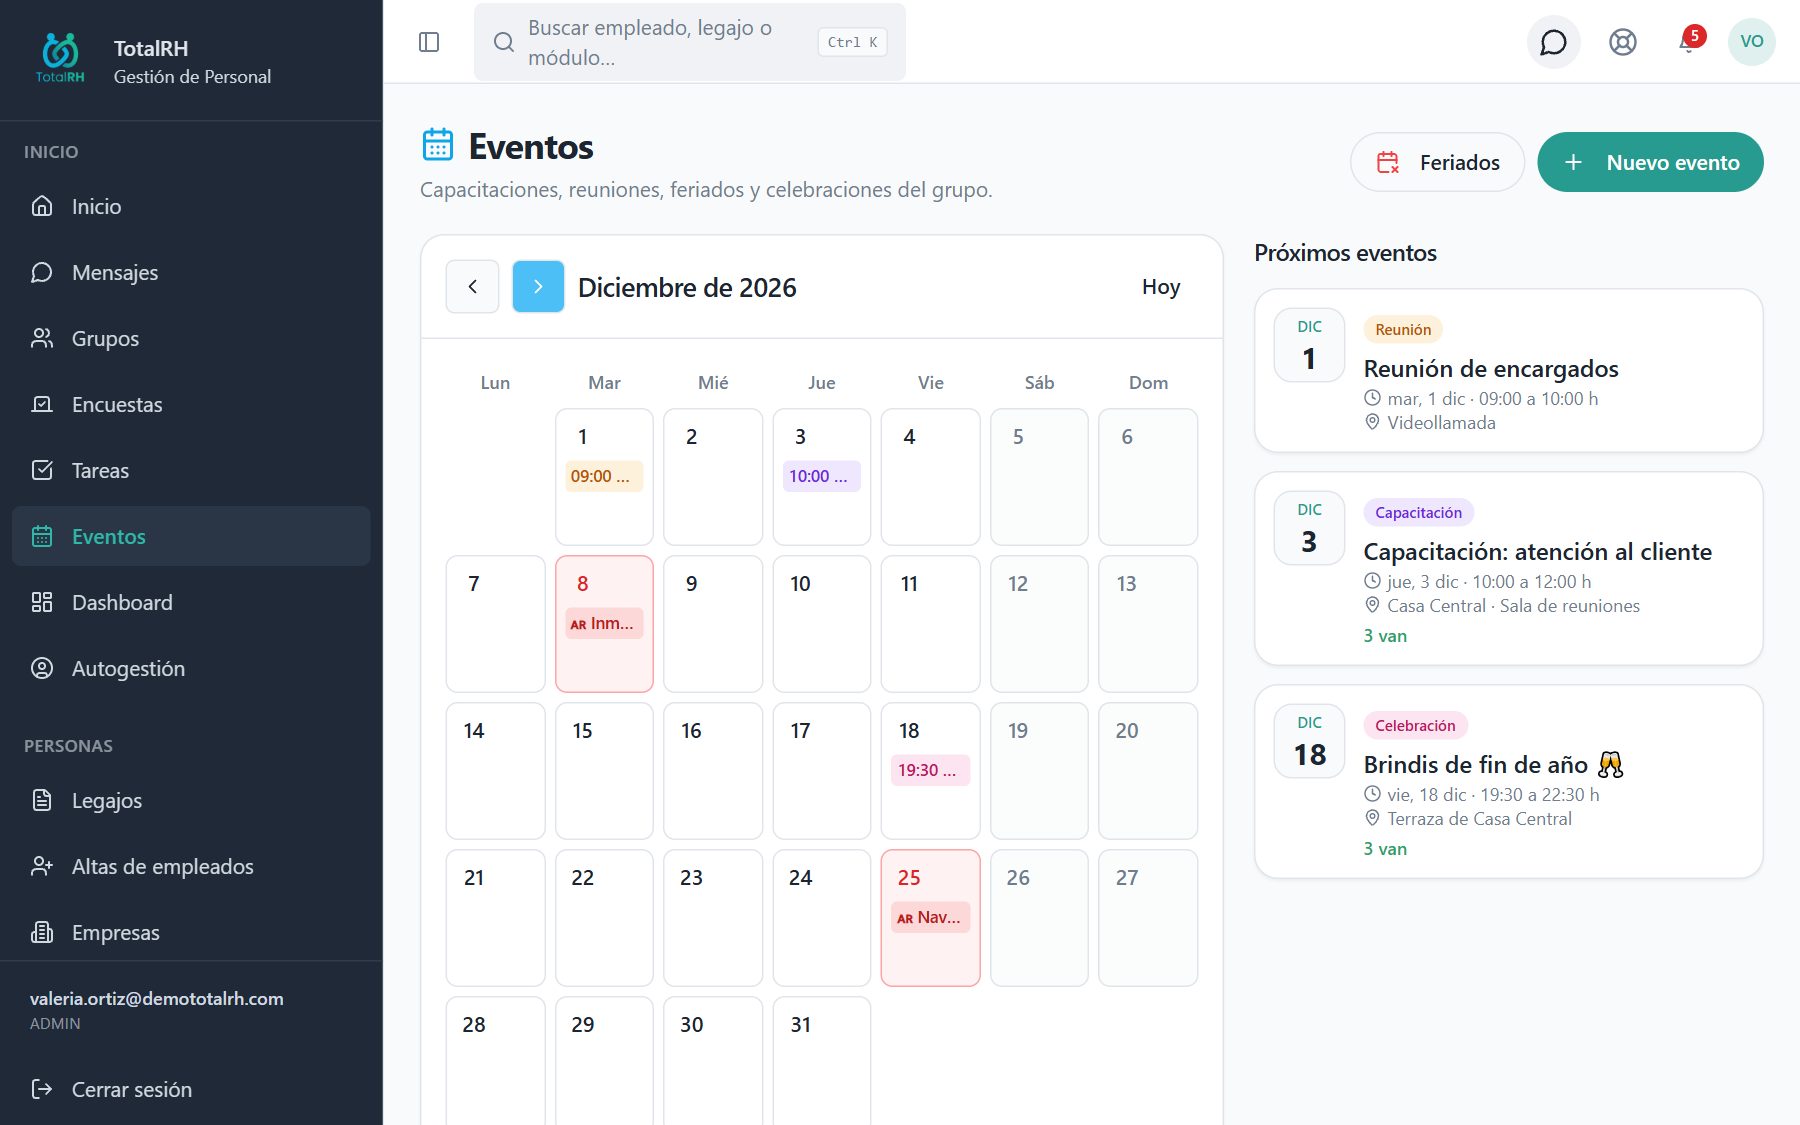 TotalRH
TotalRH
Gestión de Personal
INICIO
Inicio
Mensajes
Grupos
Encuestas
Tareas
Eventos
Dashboard
Autogestión
PERSONAS
Legajos
Altas de empleados
Empresas
valeria.ortiz@demototalrh.com
ADMIN
Cerrar sesión
Buscar empleado, legajo o
módulo...
Ctrl K
5
VO
Eventos
Capacitaciones, reuniones, feriados y celebraciones del grupo.
Feriados
Nuevo evento
Diciembre de 2026
Hoy
Lun Mar Mié Jue Vie Sáb Dom
1 2 3 4 5 6
09:00 ... 10:00 ...
7 8 9 10 11 12 13
AR Inm...
14 15 16 17 18 19 20
19:30 ...
21 22 23 24 25 26 27
AR Nav...
28 29 30 31
Próximos eventos
DIC
1
Reunión
Reunión de encargados
mar, 1 dic · 09:00 a 10:00 h
Videollamada
DIC
3
Capacitación
Capacitación: atención al cliente
jue, 3 dic · 10:00 a 12:00 h
Casa Central · Sala de reuniones
3 van
DIC
18
Celebración
Brindis de fin de año 🥂
vie, 18 dic · 19:30 a 22:30 h
Terraza de Casa Central
3 van